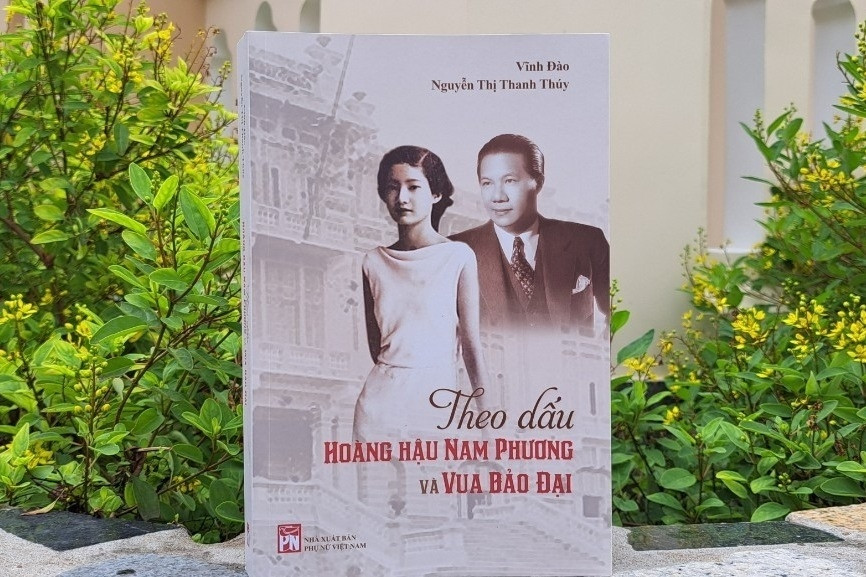 Vĩnh Đào
Nguyễn Thị Thanh Thúy
Theo dấu
HOÀNG HẬU NAM PHƯƠNG
VÀ VUA BẢO ĐẠI
PN
NHÀ XUẤT BẢN
PHỤ NỮ VIỆT NAM